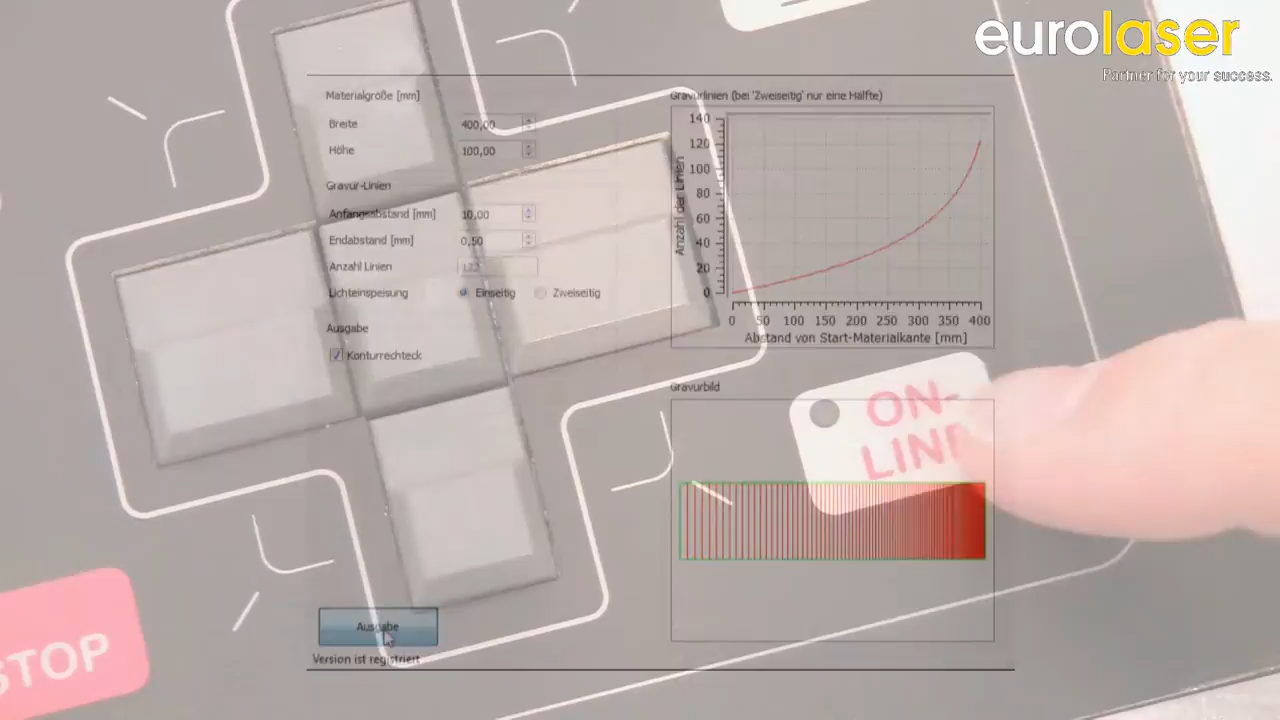 eurolaser
Partner for your success.
Materialgröße [mm]
Breite 400,00
Höhe 100,00
Gravur-Linien
Anfangsabstand [mm] 10,00
Endabstand [mm] 0,50
Anzahl Linien 122
Lichteinspeisung Einseitig Zweiseitig
Ausgabe
Konturrechteck
Ausgabe
Version ist registriert
Gravurlinien (bei 'Zweiseitig' nur eine Hälfte)
Anzahl der Linien
140
120
100
80
60
40
20
0
0 50 100 150 200 250 300 350 400
Abstand von Start-Materialkante [mm]
Gravurbild
ON-
LINE
STOP